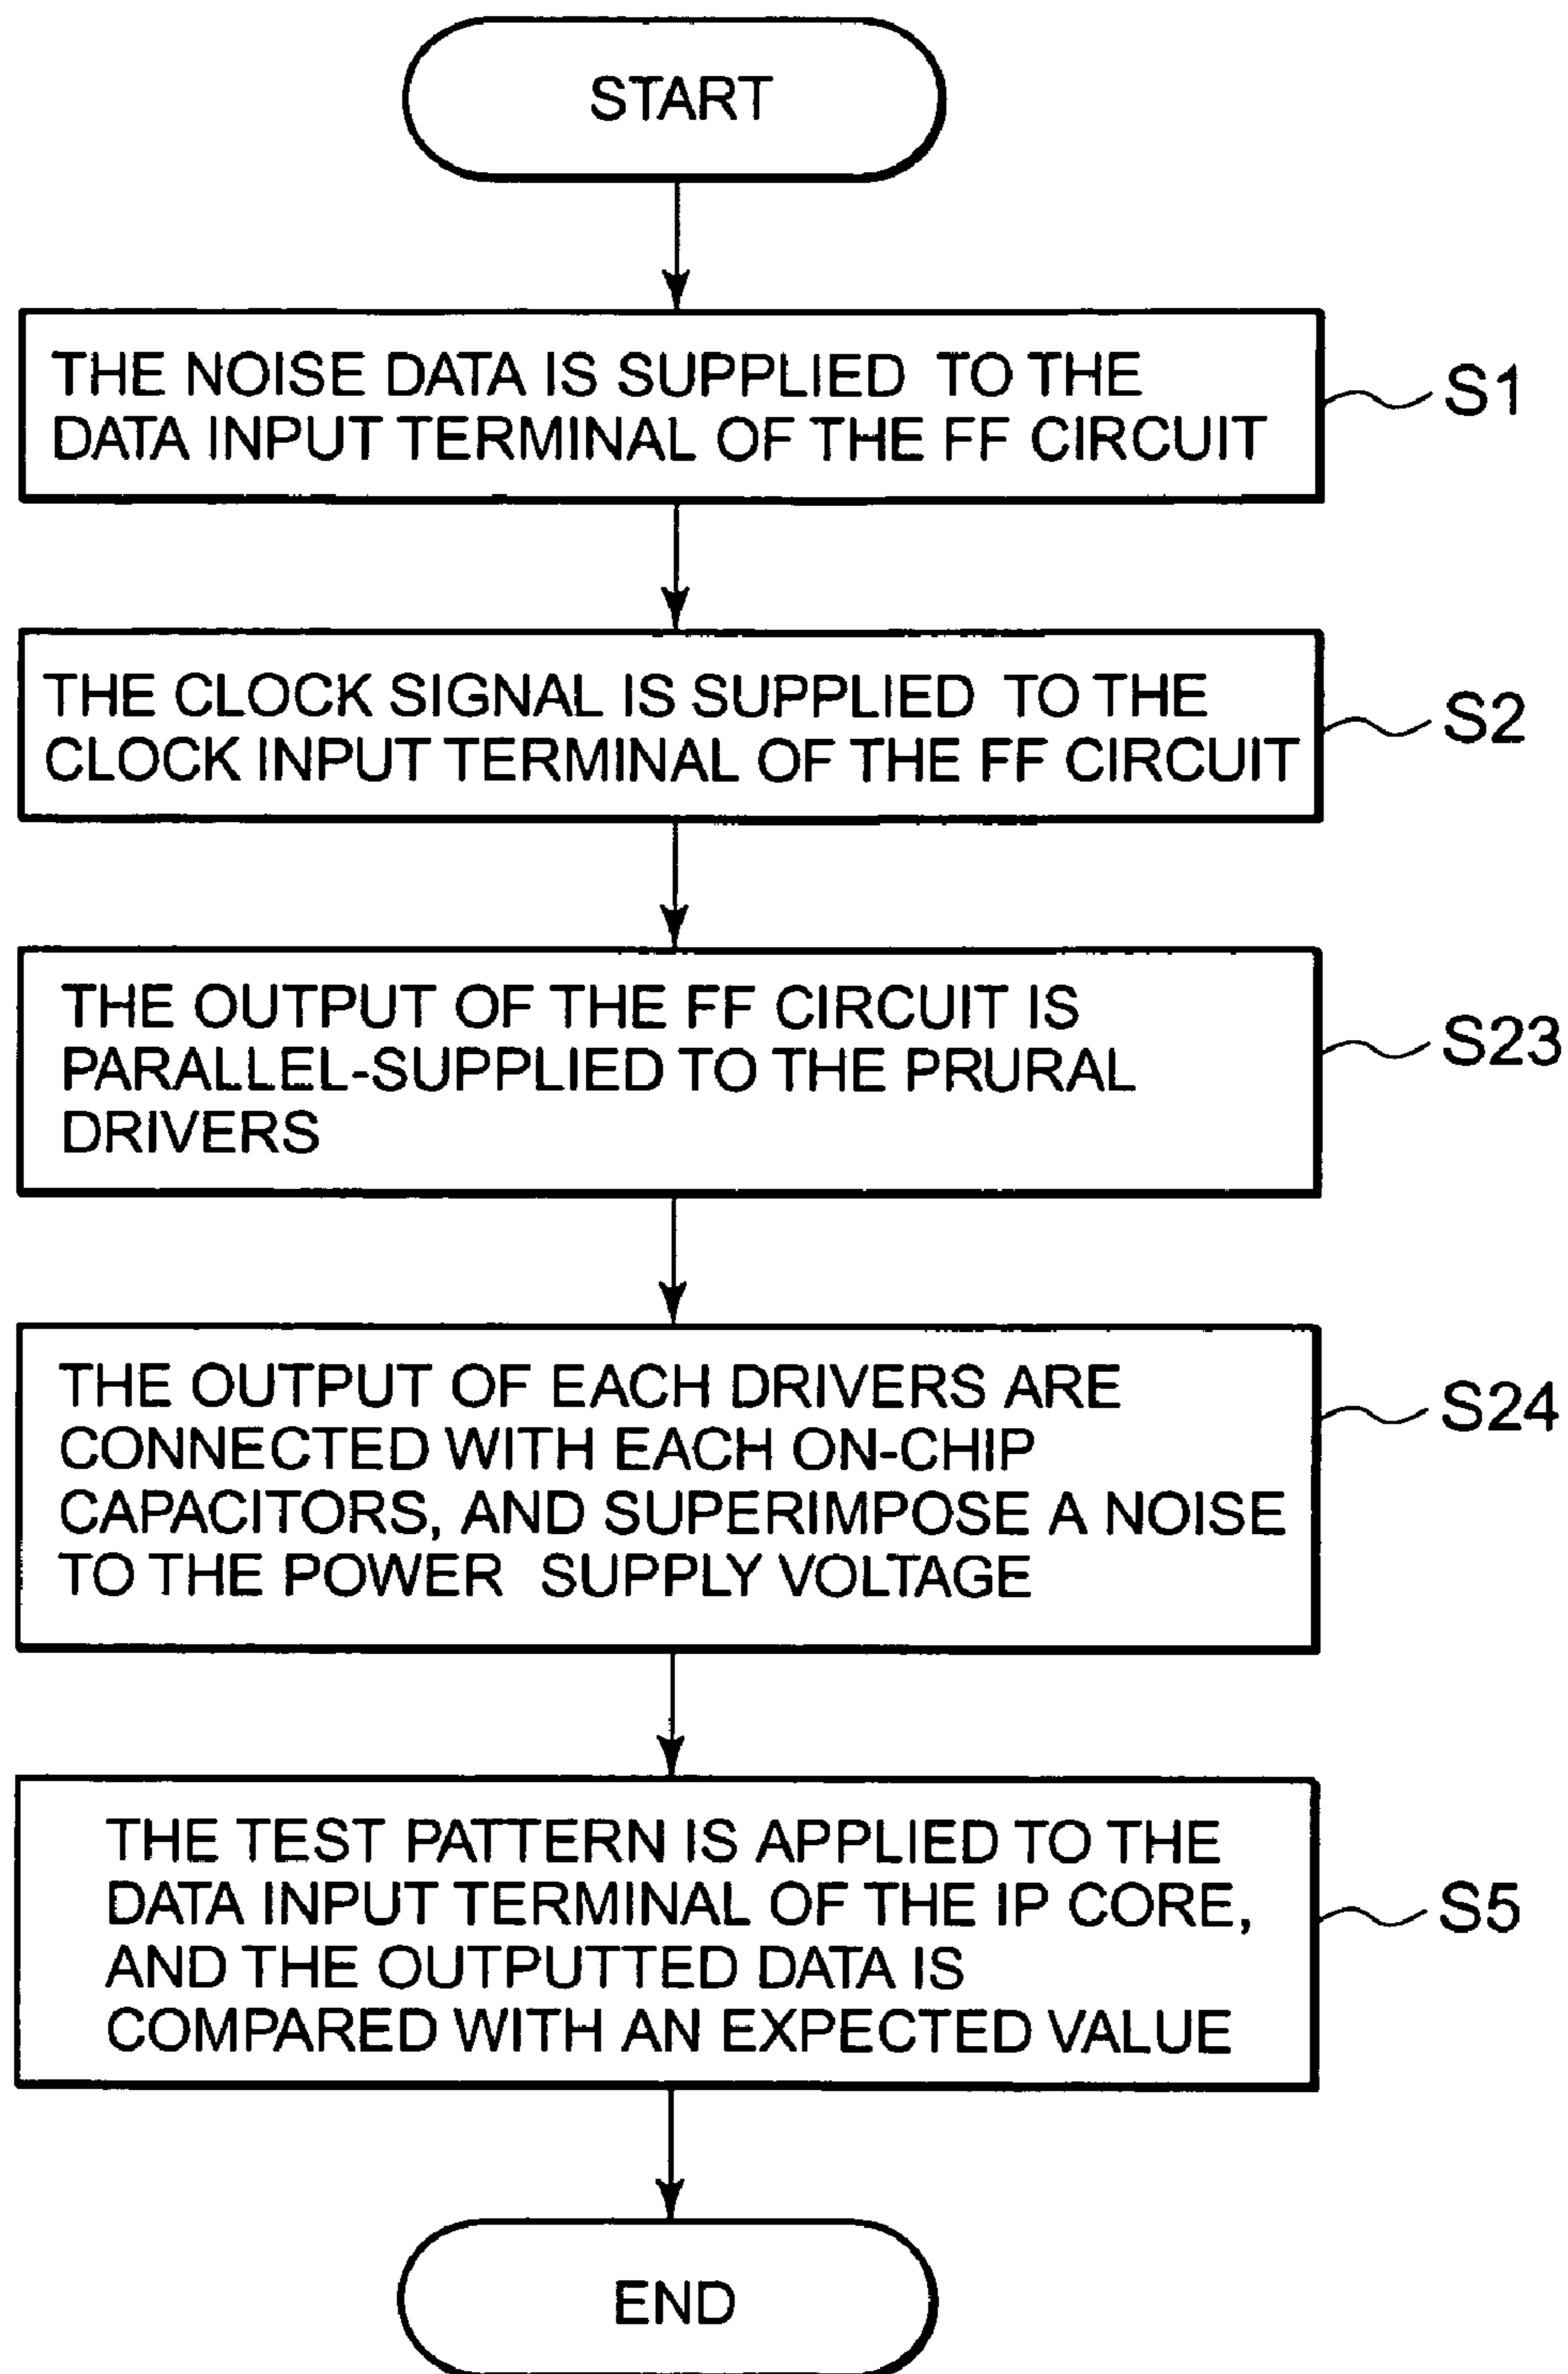 START
THE NOISE DATA IS SUPPLIED TO THE
DATA INPUT TERMINAL OF THE FF CIRCUIT
S1
THE CLOCK SIGNAL IS SUPPLIED TO THE
CLOCK INPUT TERMINAL OF THE FF CIRCUIT
S2
THE OUTPUT OF THE FF CIRCUIT IS
PARALLEL-SUPPLIED TO THE PRURAL
DRIVERS
S23
THE OUTPUT OF EACH DRIVERS ARE
CONNECTED WITH EACH ON-CHIP
CAPACITORS, AND SUPERIMPOSE A NOISE
TO THE POWER SUPPLY VOLTAGE
S24
THE TEST PATTERN IS APPLIED TO THE
DATA INPUT TERMINAL OF THE IP CORE,
AND THE OUTPUTTED DATA IS
COMPARED WITH AN EXPECTED VALUE
S5
END